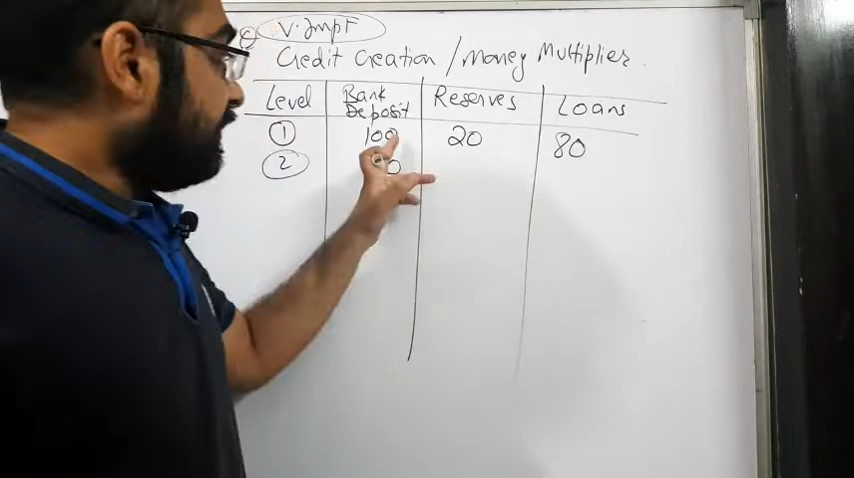 V. Impt
Credit Creation / Money Multiplier
Level Bank Deposit Reserves Loans
1 100 20 80
2